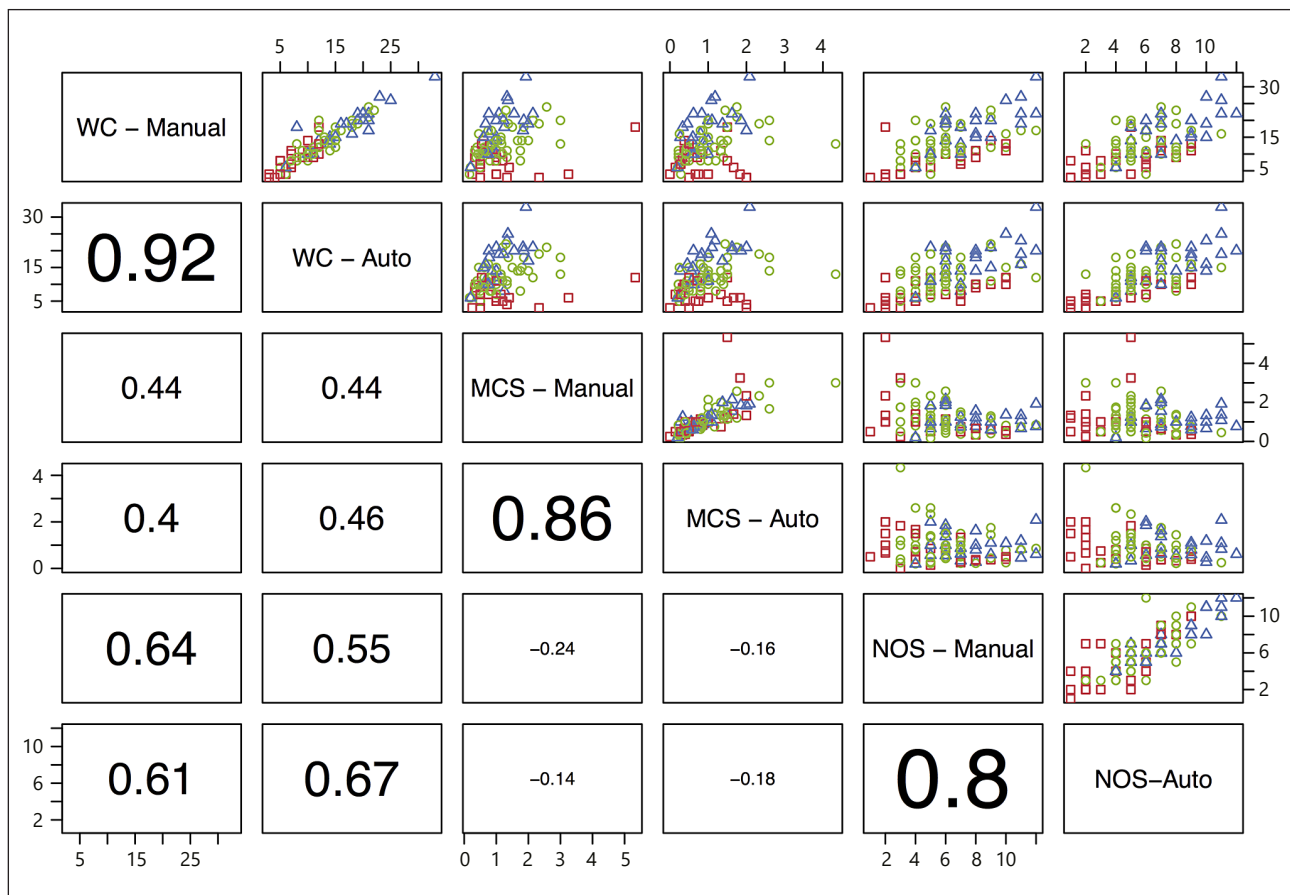 5 15 25 0 1 2 3 4 2 4 6 8 10
WC – Manual 30 15 5
30 15 5 0.92 WC – Auto
0.44 0.44 MCS – Manual 4 2 0
4 2 0 0.4 0.46 0.86 MCS – Auto
0.64 0.55 −0.24 −0.16 NOS – Manual 10 6 2
10 6 2 0.61 0.67 −0.14 −0.18 0.8 NOS–Auto
5 15 25 0 1 2 3 4 5 2 4 6 8 10